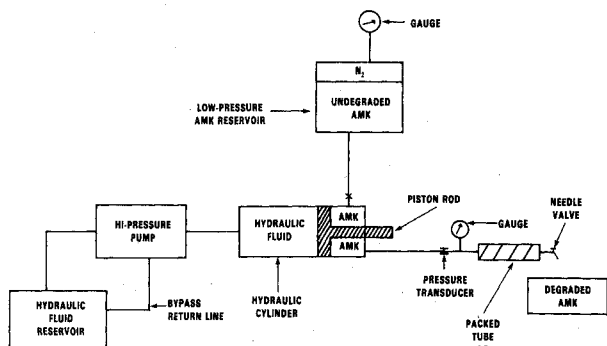 GAUGE
N2
UNDEGRADED
AMK
LOW-PRESSURE
AMK RESERVOIR
PISTON ROD
NEEDLE
VALVE
HI-PRESSURE
PUMP
HYDRAULIC
FLUID
AMK
AMK
GAUGE
HYDRAULIC
FLUID
RESERVOIR
BYPASS
RETURN LINE
HYDRAULIC
CYLINDER
PRESSURE
TRANSDUCER
DEGRADED
AMK
PACKED
TUBE